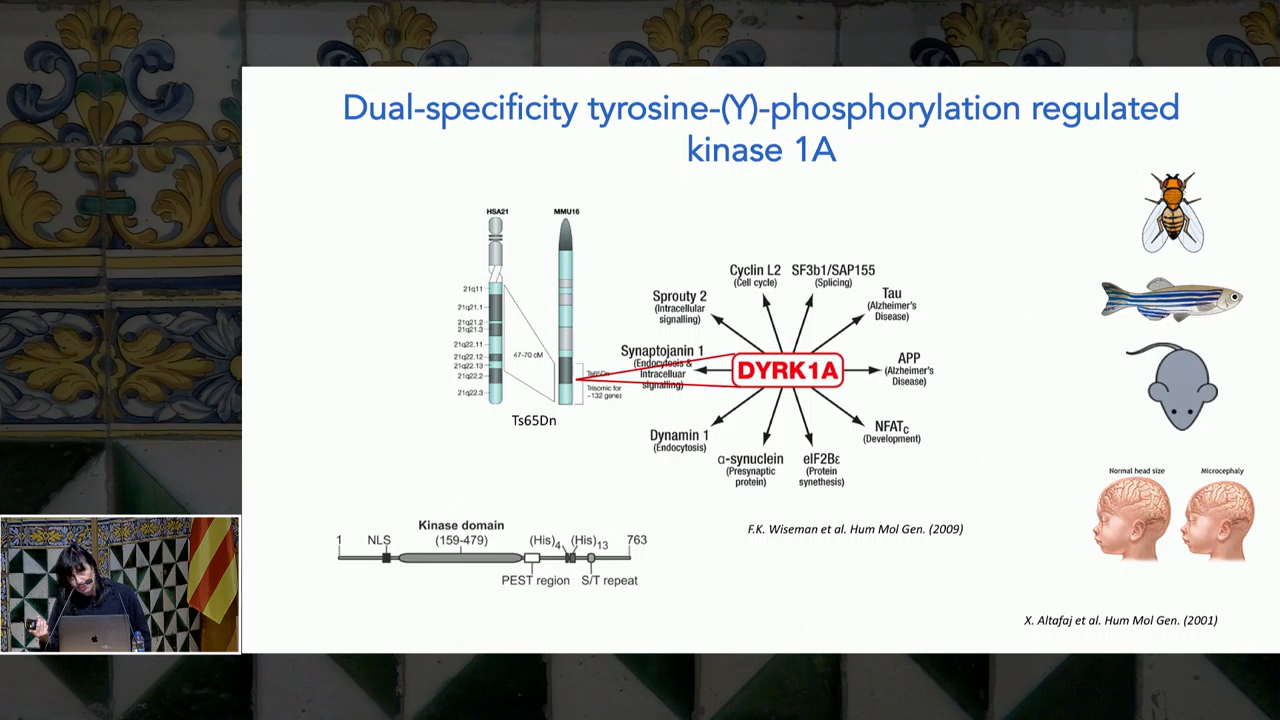 Dual-specificity tyrosine-(Y)-phosphorylation regulated
kinase 1A
HSA21
MMU16
21q11
21q21.1
21q21.2
21q21.3
21q22.11
21q22.12
21q22.13
21q22.2
21q22.3
47-70 cM
Ts65Dn
Trisomic for
~132 genes
Ts65Dn
Cyclin L2
(Cell cycle)
SF3b1/SAP155
(Splicing)
Sprouty 2
(Intracellular
signalling)
Tau
(Alzheimer's
Disease)
Synaptojanin 1
(Endocytosis &
Intracelluar
signalling)
DYRK1A
APP
(Alzheimer's
Disease)
Dynamin 1
(Endocytosis)
NFATc
(Development)
α-synuclein
(Presynaptic
protein)
eIF2Bε
(Protein
synethesis)
F.K. Wiseman et al. Hum Mol Gen. (2009)
Normal head size
Microcephaly
Kinase domain
1
NLS
(159-479)
(His)4
(His)13
763
PEST region
S/T repeat
X. Altafaj et al. Hum Mol Gen. (2001)